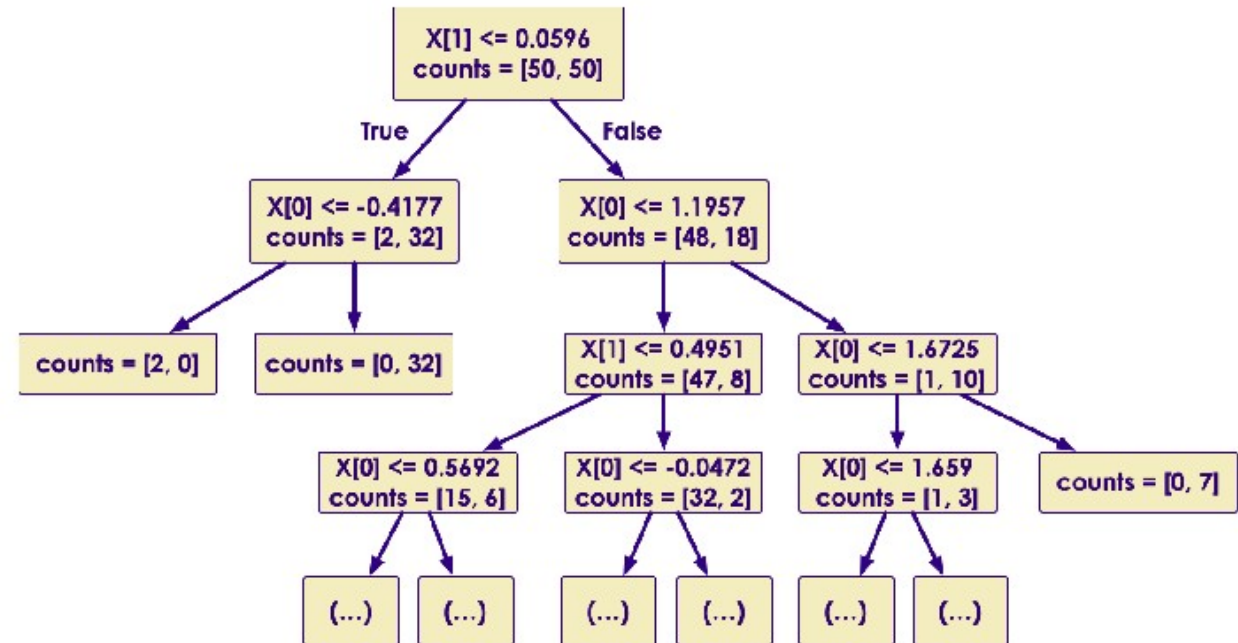 X[1] <= 0.0596
counts = [50, 50]
True
False
X[0] <= -0.4177
counts = [2, 32]
X[0] <= 1.1957
counts = [48, 18]
counts = [2, 0]
counts = [0, 32]
X[1] <= 0.4951
counts = [47, 8]
X[0] <= 1.6725
counts = [1, 10]
X[0] <= 0.5692
counts = [15, 6]
X[0] <= -0.0472
counts = [32, 2]
X[0] <= 1.659
counts = [1, 3]
counts = [0, 7]
(...)
(...)
(...)
(...)
(...)
(...)